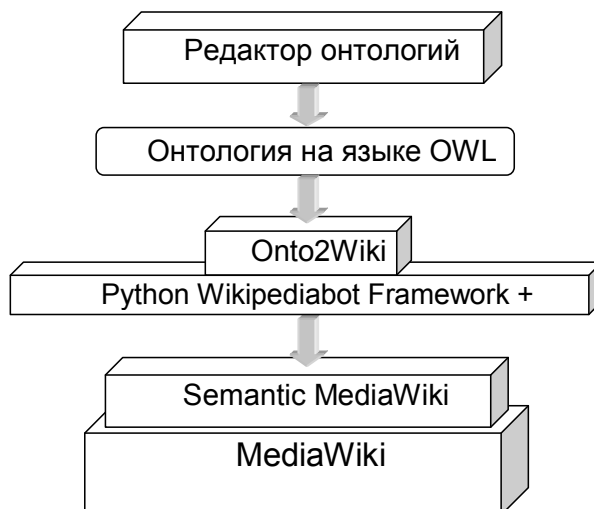 Редактор онтологий
Онтология на языке OWL
Onto2Wiki
Python Wikipediabot Framework +
Semantic MediaWiki
MediaWiki